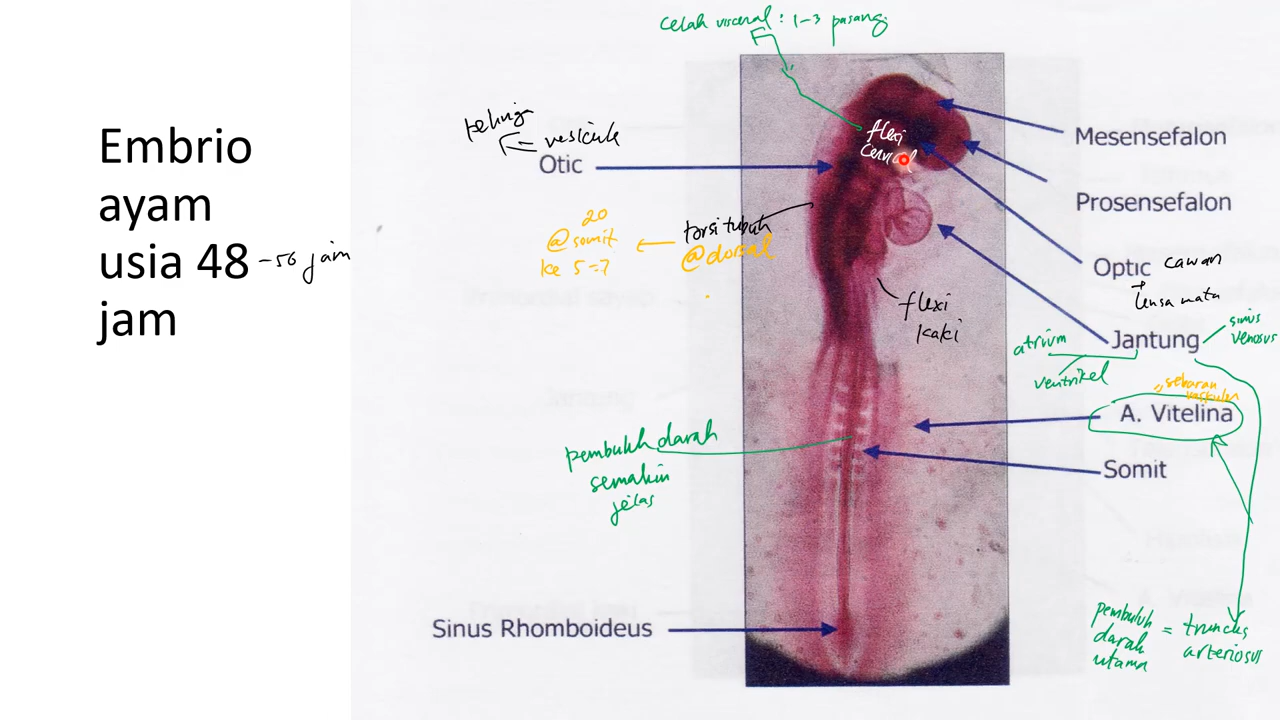 Celah visceral : 1-3 pasang
Embrio
ayam
usia 48 - 56 jam
jam
telinga
vesicule
Otic
flexi
cervical
Mesensefalon
Prosensefalon
20
@ somit
ke 5-7
torsi tubuh
@ dorsal
Optic cawan
lensa mata
flexi
kaki
Jantung
sinus
venosus
atrium
ventrikel
sebaran
vaskuler
A. Vitelina
Somit
pembuluh darah
semakin
jelas
Sinus Rhomboideus
pembuluh
darah
utama
= truncus
arteriosus